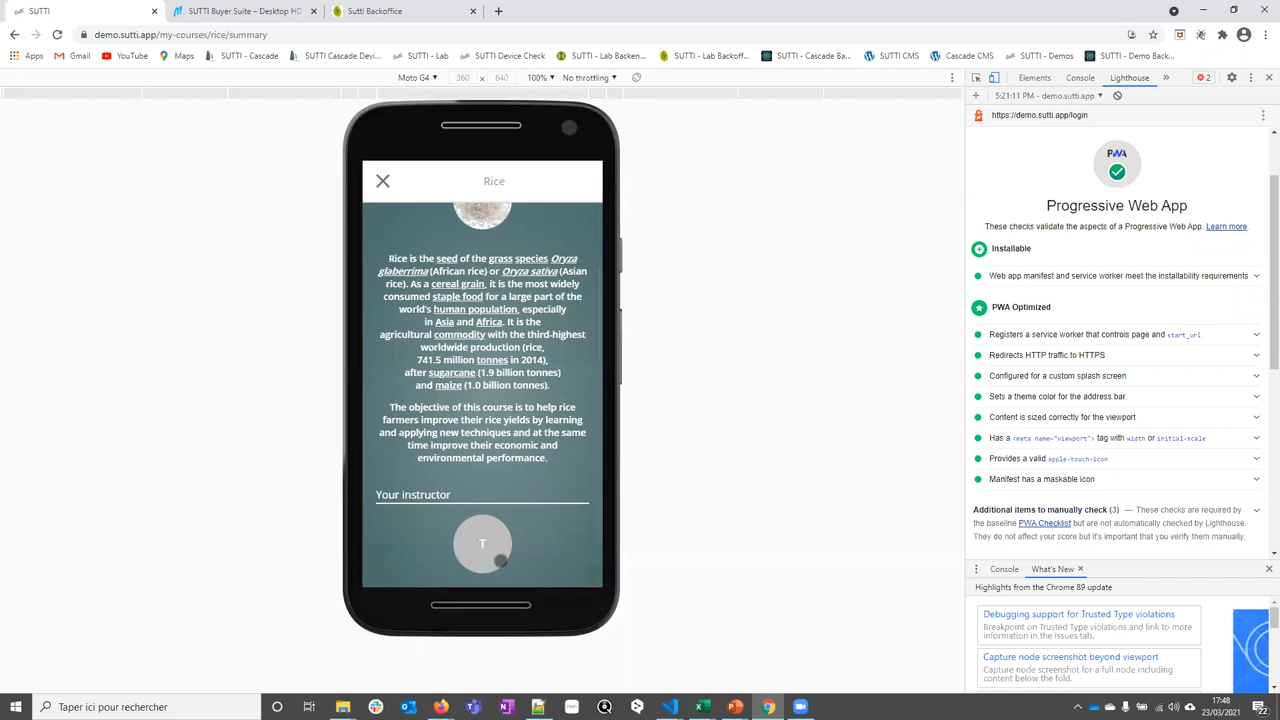 SUTTI
SUTTI Buyer Suite – Desktop HD
Sutti Backoffice
demo.sutti.app/my-courses/rice/summary
Apps
Gmail
YouTube
Maps
SUTTI - Cascade
SUTTI Cascade Devi...
SUTTI - Lab
SUTTI Device Check
SUTTI - Lab Backen...
SUTTI - Lab Backoff...
SUTTI - Cascade Ba...
SUTTI CMS
Cascade CMS
SUTTI - Demos
SUTTI - Demo Back...
Moto G4 ▼ 360 × 640 100% ▼ No throttling ▼
Rice
Rice is the seed of the grass species Oryza
glaberrima (African rice) or Oryza sativa (Asian
rice). As a cereal grain, it is the most widely
consumed staple food for a large part of the
world's human population, especially
in Asia and Africa. It is the
agricultural commodity with the third-highest
worldwide production (rice,
741.5 million tonnes in 2014),
after sugarcane (1.9 billion tonnes)
and maize (1.0 billion tonnes).
The objective of this course is to help rice
farmers improve their rice yields by learning
and applying new techniques and at the same
time improve their economic and
environmental performance.
Your instructor
T
Elements Console Lighthouse » 2
5:21:11 PM - demo.sutti.app ▼
https://demo.sutti.app/login
PWA
Progressive Web App
These checks validate the aspects of a Progressive Web App. Learn more.
Installable
Web app manifest and service worker meet the installability requirements
PWA Optimized
Registers a service worker that controls page and start_url
Redirects HTTP traffic to HTTPS
Configured for a custom splash screen
Sets a theme color for the address bar.
Content is sized correctly for the viewport
Has a <meta name="viewport"> tag with width or initial-scale
Provides a valid apple-touch-icon
Manifest has a maskable icon
Additional items to manually check (3) — These checks are required by
the baseline PWA Checklist but are not automatically checked by Lighthouse.
They do not affect your score but it's important that you verify them manually.
Console What's New ×
Highlights from the Chrome 89 update
Debugging support for Trusted Type violations
Breakpoint on Trusted Type violations and link to more
information in the Issues tab.
Capture node screenshot beyond viewport
Capture node screenshot for a full node including
content below the fold.
Taper ici pour rechercher
17:48
23/03/2021
22